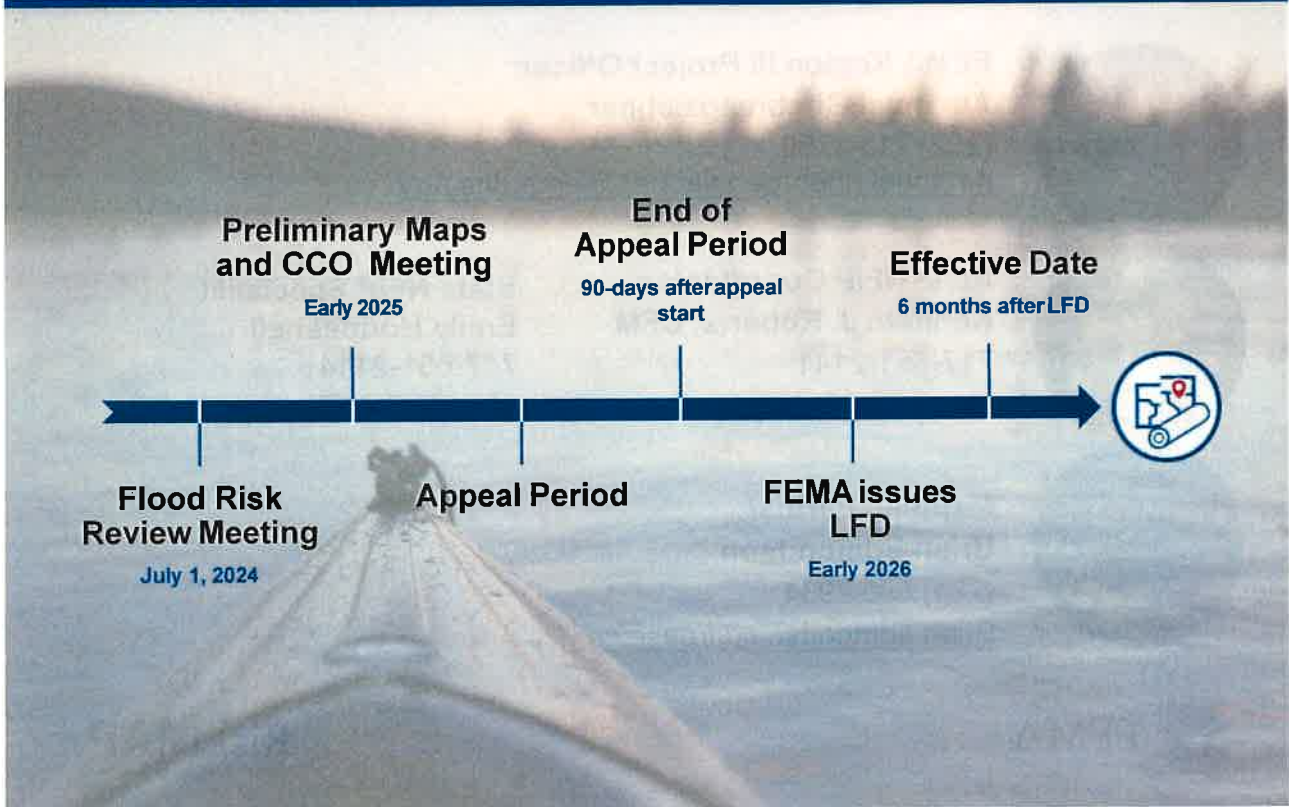 Flood Risk
Review Meeting
July 1, 2024
Preliminary Maps
and CCO Meeting
Early 2025
Appeal Period
End of
Appeal Period
90-days after appeal
start
FEMA issues
LFD
Early 2026
Effective Date
6 months after LFD